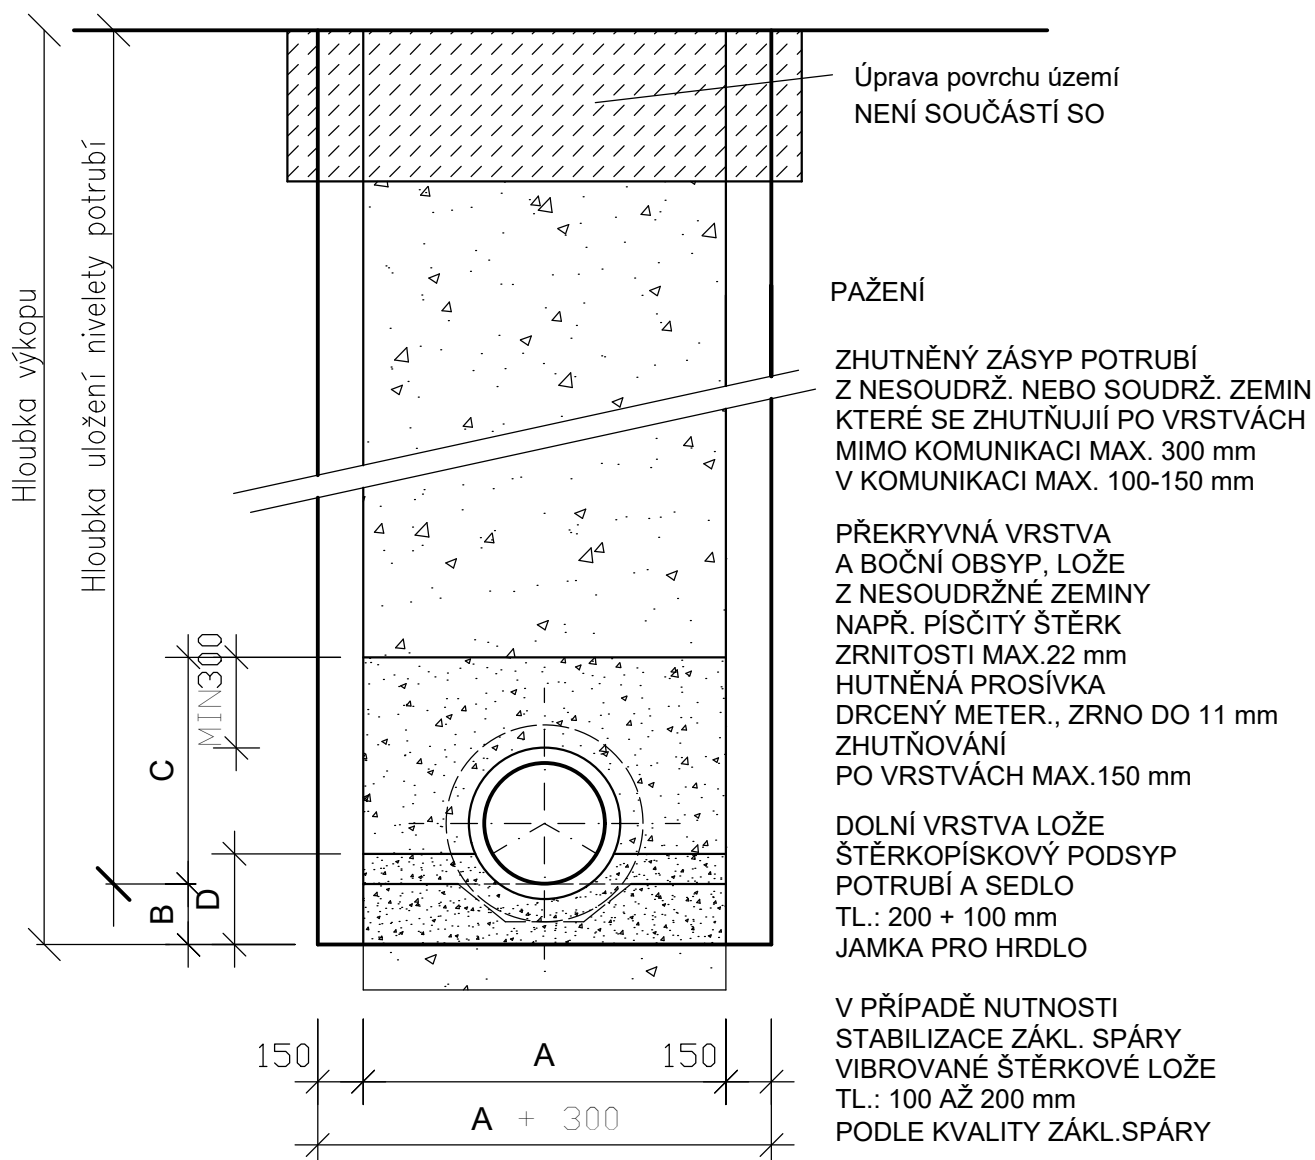 Úprava povrchu území
NENÍ SOUČÁSTÍ SO
Hloubka výkopu
Hloubka uložení nivelety potrubí
PAŽENÍ
ZHUTNĚNÝ ZÁSYP POTRUBÍ
Z NESOUDRŽ. NEBO SOUDRŽ. ZEMIN
KTERÉ SE ZHUTŇUJIÍ PO VRSTVÁCH
MIMO KOMUNIKACI MAX. 300 mm
V KOMUNIKACI MAX. 100-150 mm
PŘEKRYVNÁ VRSTVA
A BOČNÍ OBSYP, LOŽE
Z NESOUDRŽNÉ ZEMINY
NAPŘ. PÍSČITÝ ŠTĚRK
ZRNITOSTI MAX.22 mm
HUTNĚNÁ PROSÍVKA
DRCENÝ METER., ZRNO DO 11 mm
ZHUTŇOVÁNÍ
PO VRSTVÁCH MAX.150 mm
MIN300
C
B
D
DOLNÍ VRSTVA LOŽE
ŠTĚRKOPÍSKOVÝ PODSYP
POTRUBÍ A SEDLO
TL.: 200 + 100 mm
JAMKA PRO HRDLO
V PŘÍPADĚ NUTNOSTI
STABILIZACE ZÁKL. SPÁRY
VIBROVANÉ ŠTĚRKOVÉ LOŽE
TL.: 100 AŽ 200 mm
PODLE KVALITY ZÁKL.SPÁRY
150 A 150
A + 300